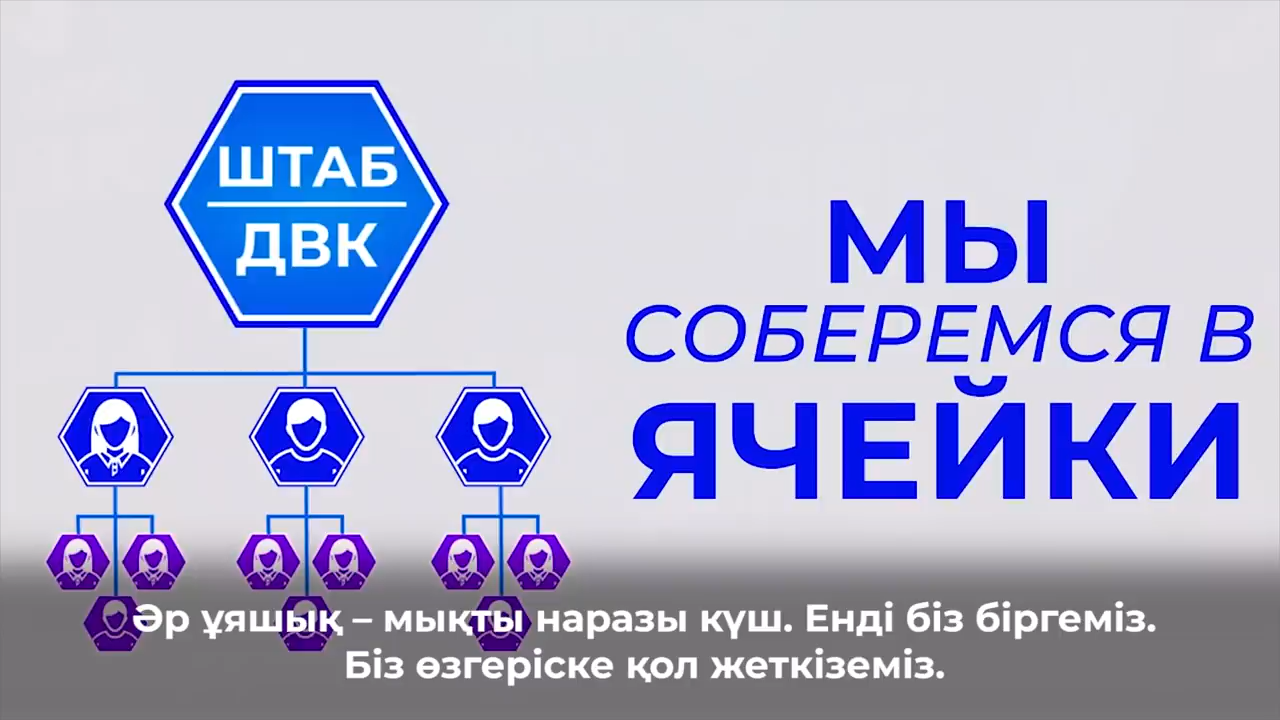 ШТАБ
ДВК
МЫ
СОБЕРЕМСЯ В
ЯЧЕЙКИ
Әр ұяшық – мықты наразы күш. Енді біз біргеміз.
Біз өзгеріске қол жеткіземіз.